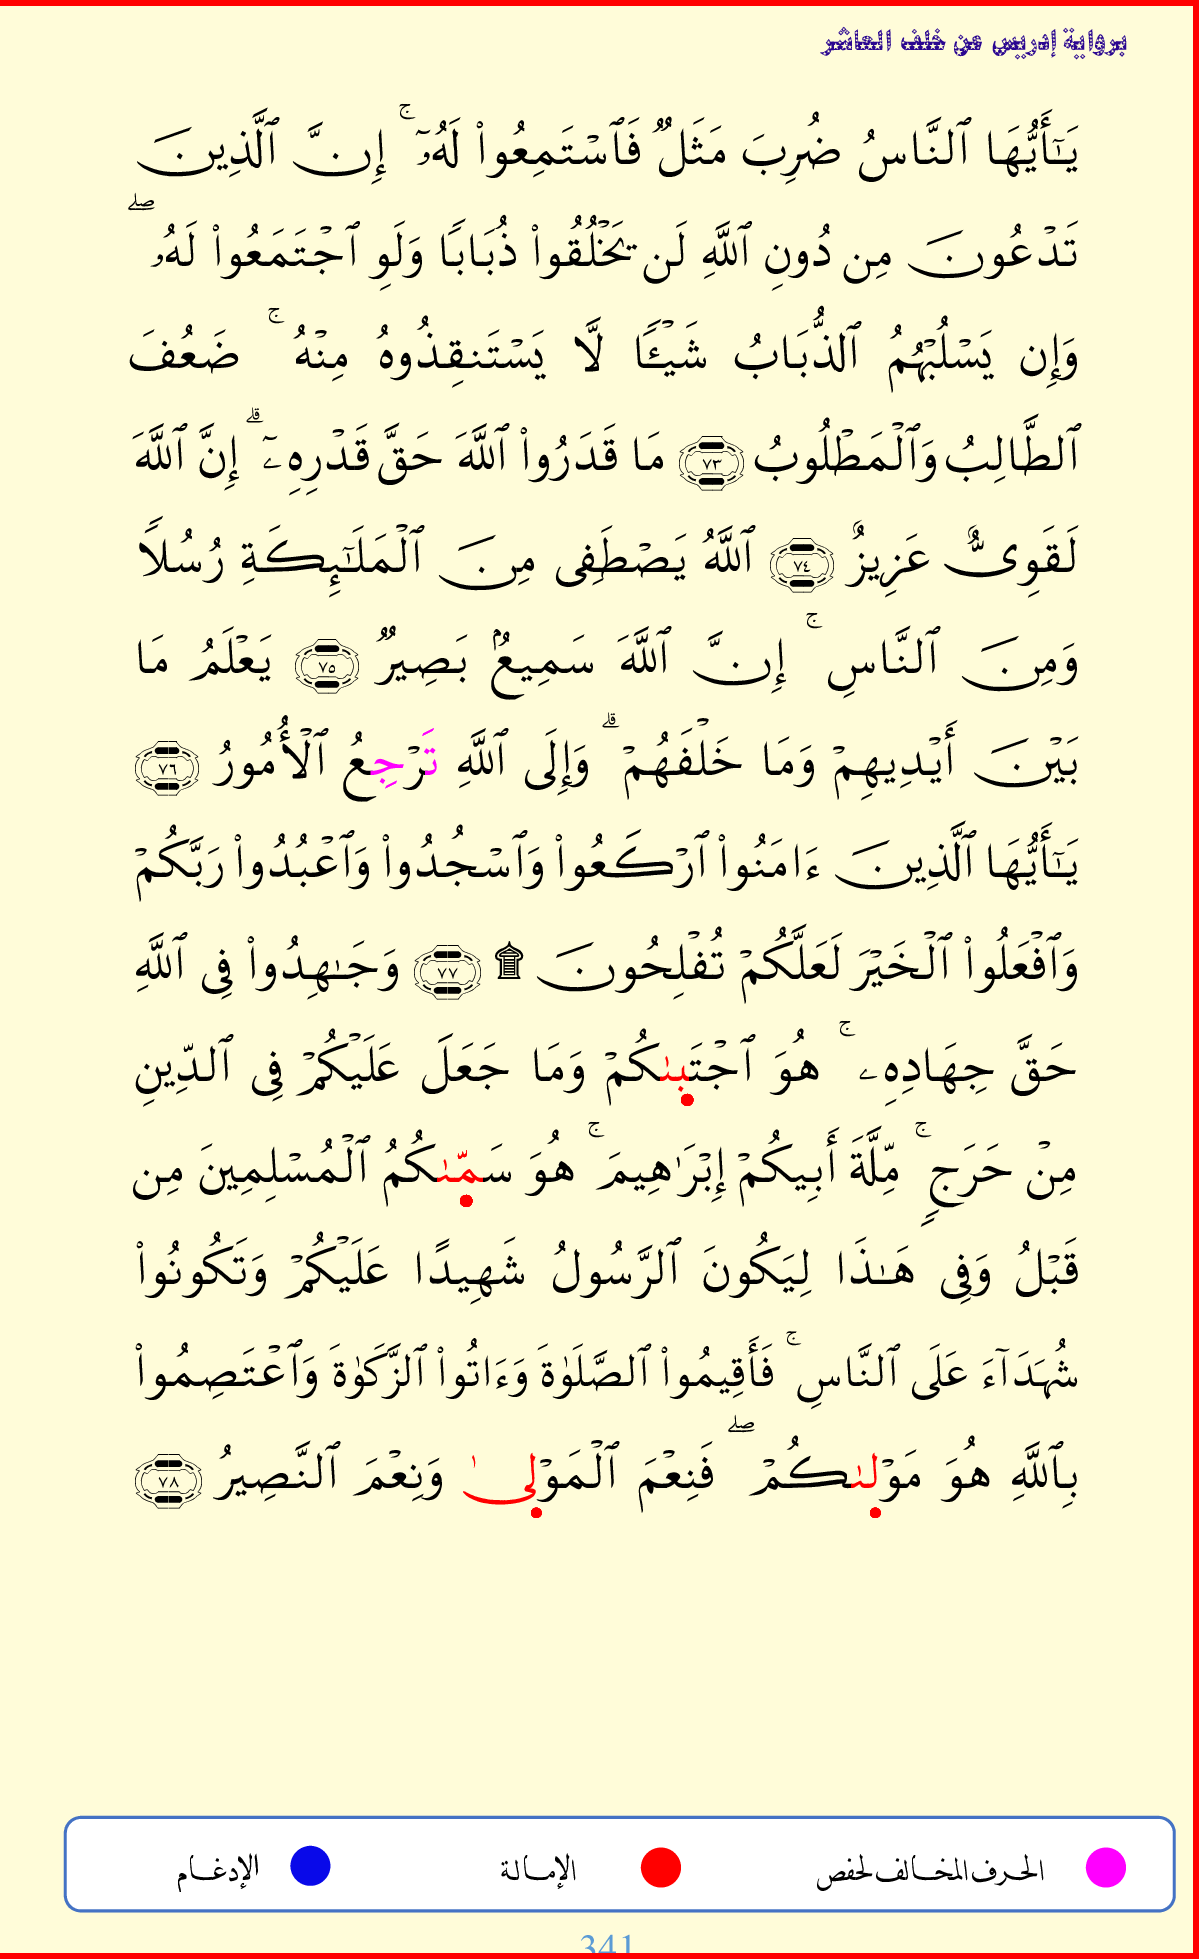 برواية إدريس عن خلف العاشر
يَـٰٓأَيُّهَا ٱلنَّاسُ ضُرِبَ مَثَلٌ فَٱسْتَمِعُوا۟ لَهُۥٓ ۚ إِنَّ ٱلَّذِينَ
تَدْعُونَ مِن دُونِ ٱللَّهِ لَن يَخْلُقُوا۟ ذُبَابًا وَلَوِ ٱجْتَمَعُوا۟ لَهُۥ ۖ
وَإِن يَسْلُبْهُمُ ٱلذُّبَابُ شَيْـًٔا لَّا يَسْتَنقِذُوهُ مِنْهُ ۚ ضَعُفَ
ٱلطَّالِبُ وَٱلْمَطْلُوبُ ٧٣ مَا قَدَرُوا۟ ٱللَّهَ حَقَّ قَدْرِهِۦٓ ۗ إِنَّ ٱللَّهَ
لَقَوِىٌّ عَزِيزٌ ٧٤ ٱللَّهُ يَصْطَفِى مِنَ ٱلْمَلَـٰٓئِكَةِ رُسُلًا
وَمِنَ ٱلنَّاسِ ۚ إِنَّ ٱللَّهَ سَمِيعٌۢ بَصِيرٌ ٧٥ يَعْلَمُ مَا
بَيْنَ أَيْدِيهِمْ وَمَا خَلْفَهُمْ ۗ وَإِلَى ٱللَّهِ تَرْجِعُ ٱلْأُمُورُ ٧٦
يَـٰٓأَيُّهَا ٱلَّذِينَ ءَامَنُوا۟ ٱرْكَعُوا۟ وَٱسْجُدُوا۟ وَٱعْبُدُوا۟ رَبَّكُمْ
وَٱفْعَلُوا۟ ٱلْخَيْرَ لَعَلَّكُمْ تُفْلِحُونَ ۩ ٧٧ وَجَـٰهِدُوا۟ فِى ٱللَّهِ
حَقَّ جِهَادِهِۦ ۚ هُوَ ٱجْتَبىٰكُمْ وَمَا جَعَلَ عَلَيْكُمْ فِى ٱلدِّينِ
مِنْ حَرَجٍ ۚ مِّلَّةَ أَبِيكُمْ إِبْرَٰهِيمَ ۚ هُوَ سَمّىٰكُمُ ٱلْمُسْلِمِينَ مِن
قَبْلُ وَفِى هَـٰذَا لِيَكُونَ ٱلرَّسُولُ شَهِيدًا عَلَيْكُمْ وَتَكُونُوا۟
شُهَدَآءَ عَلَى ٱلنَّاسِ ۚ فَأَقِيمُوا۟ ٱلصَّلَوٰةَ وَءَاتُوا۟ ٱلزَّكَوٰةَ وَٱعْتَصِمُوا۟
بِٱللَّهِ هُوَ مَوْلىٰكُمْ ۖ فَنِعْمَ ٱلْمَوْلىٰ وَنِعْمَ ٱلنَّصِيرُ ٧٨
الحرف المخالف لحفص الإمالة الإدغام
341